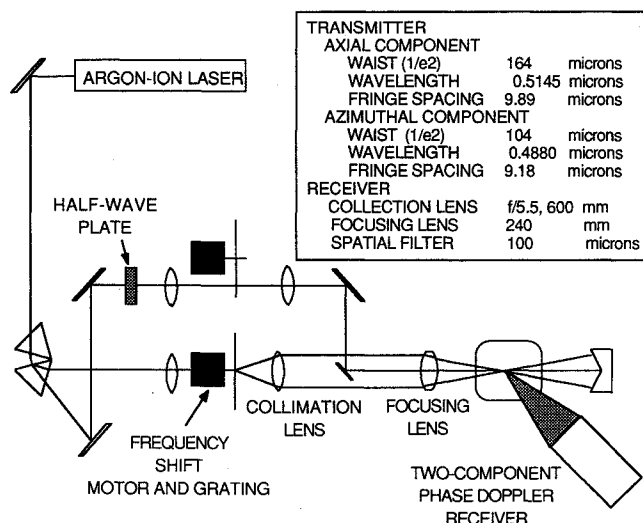 TRANSMITTER
AXIAL COMPONENT
WAIST (1/e2) 164 microns
WAVELENGTH 0.5145 microns
FRINGE SPACING 9.89 microns
AZIMUTHAL COMPONENT
WAIST (1/e2) 104 microns
WAVELENGTH 0.4880 microns
FRINGE SPACING 9.18 microns
RECEIVER
COLLECTION LENS f/5.5, 600 mm
FOCUSING LENS 240 mm
SPATIAL FILTER 100 microns
ARGON-ION LASER
HALF-WAVE
PLATE
COLLIMATION
LENS
FOCUSING
LENS
FREQUENCY
SHIFT
MOTOR AND GRATING
TWO-COMPONENT
PHASE DOPPLER
RECEIVER